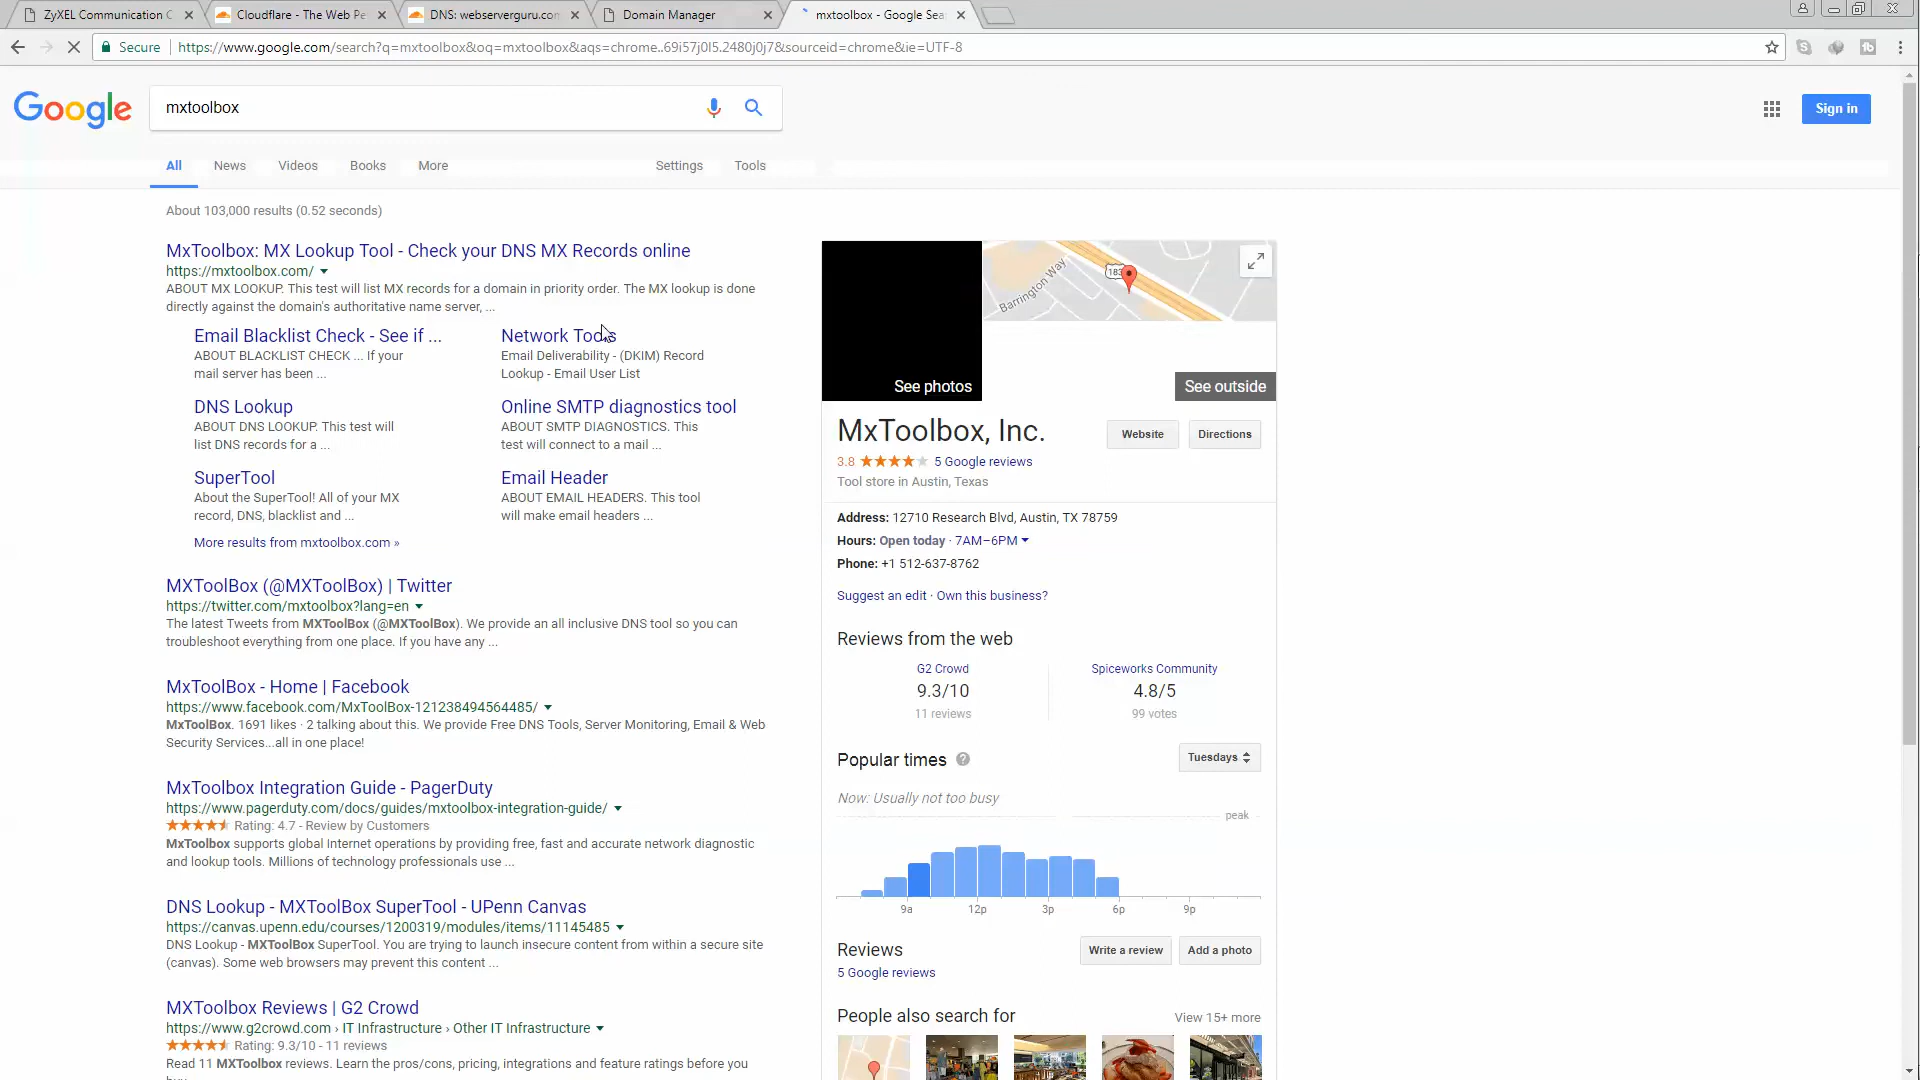 ZyXEL Communication C
Cloudflare - The Web Pe
DNS: webserverguru.com
Domain Manager
mxtoolbox - Google Sea
Secure
https://www.google.com/search?q=mxtoolbox&oq=mxtoolbox&aqs=chrome..69i57j0l5.2480j0j7&sourceid=chrome&ie=UTF-8
Google
mxtoolbox
Sign in
All News Videos Books More Settings Tools
About 103,000 results (0.52 seconds)
MxToolbox: MX Lookup Tool - Check your DNS MX Records online
https://mxtoolbox.com/
ABOUT MX LOOKUP. This test will list MX records for a domain in priority order. The MX lookup is done
directly against the domain's authoritative name server, ...
Email Blacklist Check - See if ...
ABOUT BLACKLIST CHECK ... If your
mail server has been ...
Network Tools
Email Deliverability - (DKIM) Record
Lookup - Email User List
DNS Lookup
ABOUT DNS LOOKUP. This test will
list DNS records for a ...
Online SMTP diagnostics tool
ABOUT SMTP DIAGNOSTICS. This
test will connect to a mail ...
SuperTool
About the SuperTool! All of your MX
record, DNS, blacklist and ...
Email Header
ABOUT EMAIL HEADERS. This tool
will make email headers ...
More results from mxtoolbox.com »
MXToolBox (@MXToolBox) | Twitter
https://twitter.com/mxtoolbox?lang=en
The latest Tweets from MXToolBox (@MXToolBox). We provide an all inclusive DNS tool so you can
troubleshoot everything from one place. If you have any ...
MxToolBox - Home | Facebook
https://www.facebook.com/MxToolBox-121238494564485/
MxToolBox. 1691 likes · 2 talking about this. We provide Free DNS Tools, Server Monitoring, Email & Web
Security Services...all in one place!
MxToolbox Integration Guide - PagerDuty
https://www.pagerduty.com/docs/guides/mxtoolbox-integration-guide/
Rating: 4.7 - Review by Customers
MxToolbox supports global Internet operations by providing free, fast and accurate network diagnostic
and lookup tools. Millions of technology professionals use ...
DNS Lookup - MXToolBox SuperTool - UPenn Canvas
https://canvas.upenn.edu/courses/1200319/modules/items/11145485
DNS Lookup - MXToolBox SuperTool. You are trying to launch insecure content from within a secure site
(canvas). Some web browsers may prevent this content ...
MXToolbox Reviews | G2 Crowd
https://www.g2crowd.com › IT Infrastructure › Other IT Infrastructure
Rating: 9.3/10 - 11 reviews
Read 11 MXToolbox reviews. Learn the pros/cons, pricing, integrations and feature ratings before you
Barrington Way
183
See photos
See outside
MxToolbox, Inc.
Website
Directions
3.8 5 Google reviews
Tool store in Austin, Texas
Address: 12710 Research Blvd, Austin, TX 78759
Hours: Open today · 7AM–6PM
Phone: +1 512-637-8762
Suggest an edit · Own this business?
Reviews from the web
G2 Crowd
9.3/10
11 reviews
Spiceworks Community
4.8/5
99 votes
Popular times
Tuesdays
Now: Usually not too busy
peak
9a 12p 3p 6p 9p
Reviews
Write a review
Add a photo
5 Google reviews
People also search for
View 15+ more